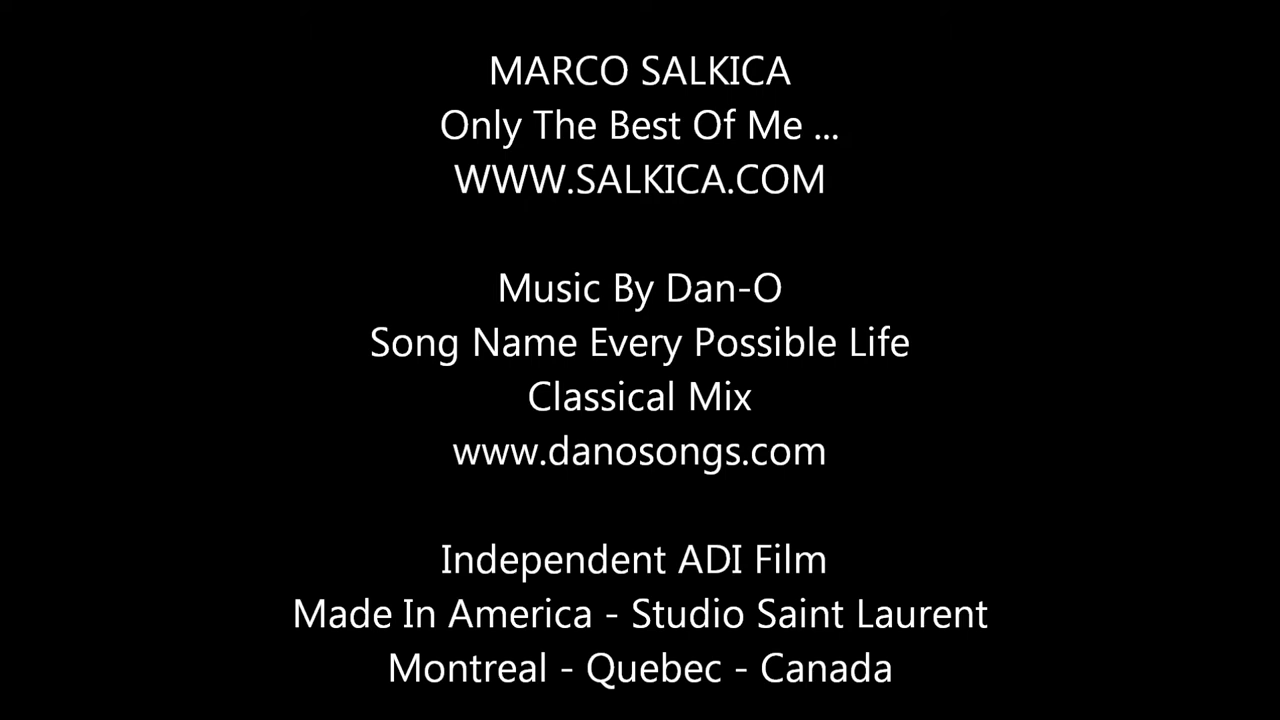 MARCO SALKICA
Only The Best Of Me ...
WWW.SALKICA.COM
Music By Dan-O
Song Name Every Possible Life
Classical Mix
www.danosongs.com
Independent ADI Film
Made In America - Studio Saint Laurent
Montreal - Quebec - Canada